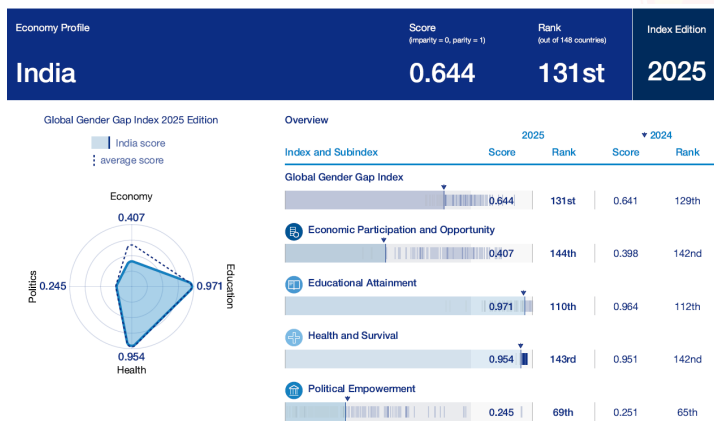 Economy Profile
India
Score
(imparity = 0, parity = 1)
0.644
Rank
(out of 148 countries)
131st
Index Edition
2025
Global Gender Gap Index 2025 Edition
India score
average score
Economy
0.407
Politics
0.245
0.971
Education
0.954
Health
Overview
2025 2024
Index and Subindex Score Rank Score Rank
Global Gender Gap Index
0.644 131st 0.641 129th
Economic Participation and Opportunity
0.407 144th 0.398 142nd
Educational Attainment
0.971 110th 0.964 112th
Health and Survival
0.954 143rd 0.951 142nd
Political Empowerment
0.245 69th 0.251 65th